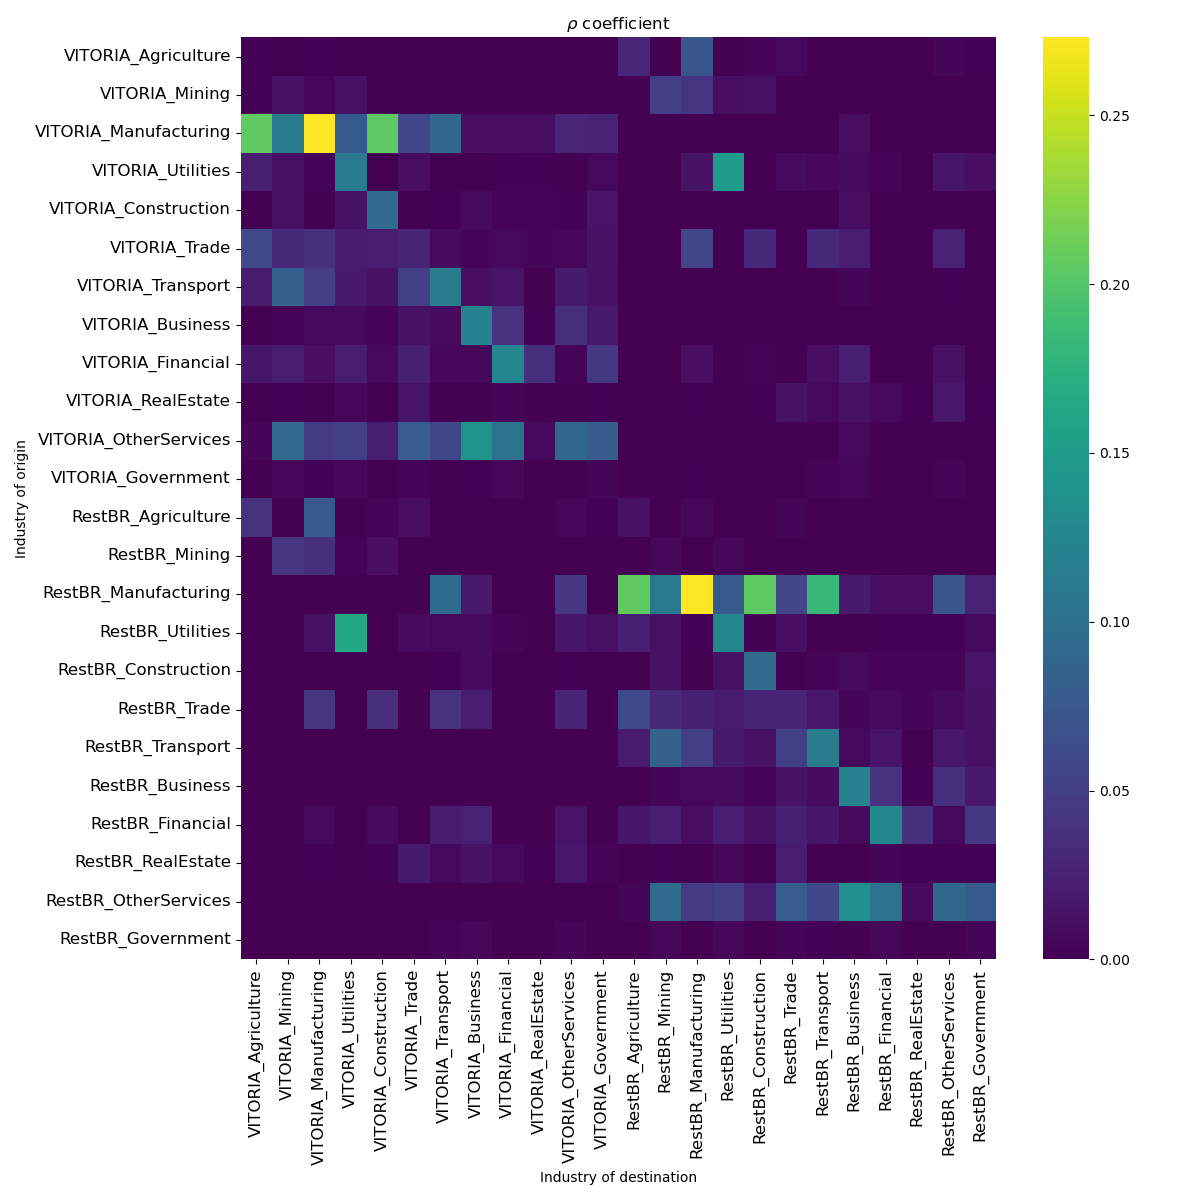 ρ coefficient
VITORIA_Agriculture
VITORIA_Mining
VITORIA_Manufacturing
VITORIA_Utilities
VITORIA_Construction
VITORIA_Trade
VITORIA_Transport
VITORIA_Business
VITORIA_Financial
VITORIA_RealEstate
VITORIA_OtherServices
VITORIA_Government
RestBR_Agriculture
RestBR_Mining
RestBR_Manufacturing
RestBR_Utilities
RestBR_Construction
RestBR_Trade
RestBR_Transport
RestBR_Business
RestBR_Financial
RestBR_RealEstate
RestBR_OtherServices
RestBR_Government
Industry of origin
VITORIA_Agriculture
VITORIA_Mining
VITORIA_Manufacturing
VITORIA_Utilities
VITORIA_Construction
VITORIA_Trade
VITORIA_Transport
VITORIA_Business
VITORIA_Financial
VITORIA_RealEstate
VITORIA_OtherServices
VITORIA_Government
RestBR_Agriculture
RestBR_Mining
RestBR_Manufacturing
RestBR_Utilities
RestBR_Construction
RestBR_Trade
RestBR_Transport
RestBR_Business
RestBR_Financial
RestBR_RealEstate
RestBR_OtherServices
RestBR_Government
Industry of destination
0.25
0.20
0.15
0.10
0.05
0.00